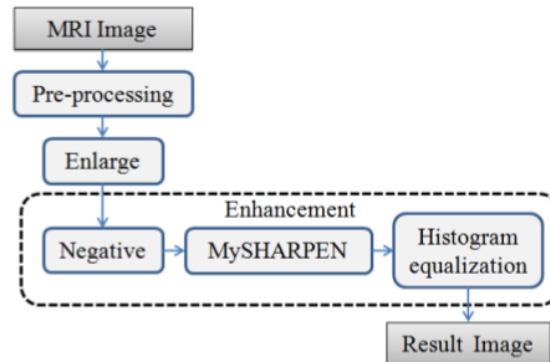 MRI Image
Pre-processing
Enlarge
Enhancement
Negative
MySHARPEN
Histogram
equalization
Result Image